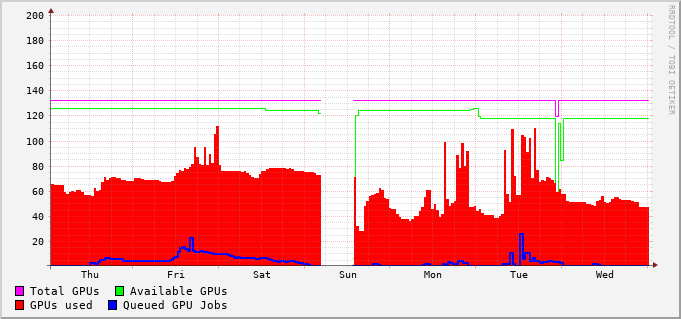 200
180
160
140
120
100
80
60
40
20
Thu Fri Sat Sun Mon Tue Wed
Total GPUs Available GPUs
GPUs used Queued GPU Jobs
RRDTOOL / TOBI OETIKER